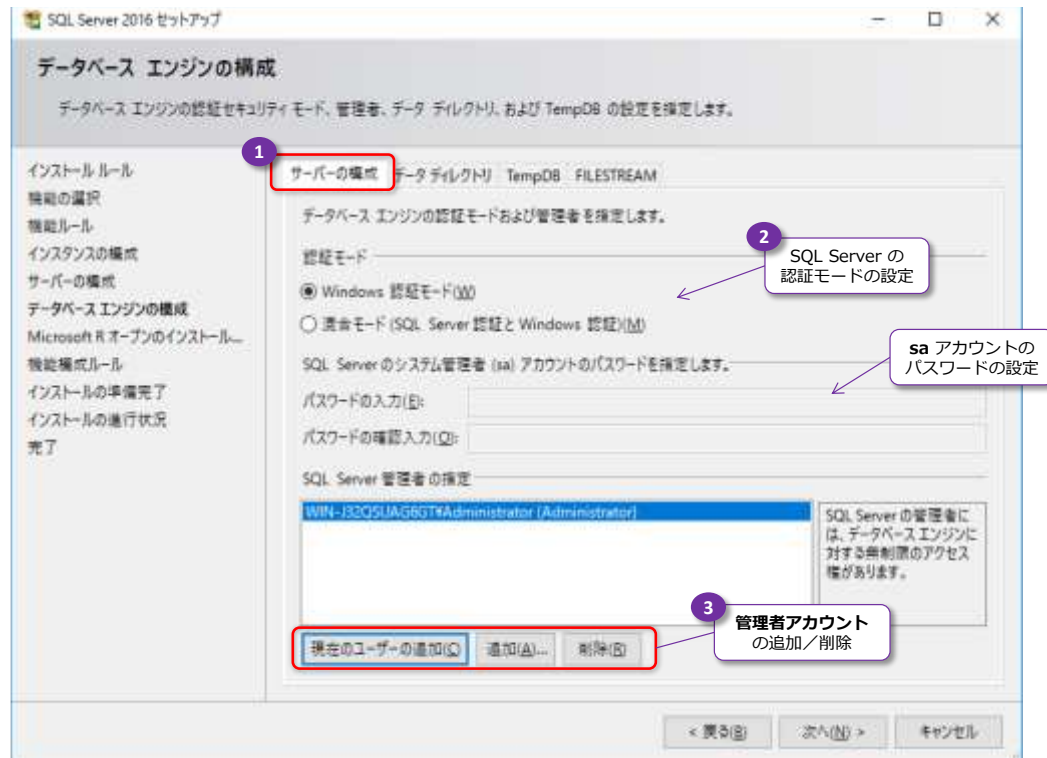 SQL Server 2016 セットアップ
データベース エンジンの構成
データベース エンジンの認証セキュリティ モード、管理者、データ ディレクトリ、および TempDB の設定を指定します。
インストール ルール
機能の選択
機能ルール
インスタンスの構成
サーバーの構成
データベース エンジンの構成
Microsoft R オープンのインストール...
機能構成ルール
インストールの準備完了
インストールの進行状況
完了
1
サーバーの構成 データ ディレクトリ TempDB FILESTREAM
データベース エンジンの認証モードおよび管理者を指定します。
認証モード
Windows 認証モード(W)
混合モード (SQL Server 認証と Windows 認証)(M)
2
SQL Server の
認証モードの設定
SQL Server のシステム管理者 (sa) アカウントのパスワードを指定します。
sa アカウントの
パスワードの設定
パスワードの入力(E):
パスワードの確認入力(O):
SQL Server 管理者の指定
WIN-J32QSUAG6GT¥Administrator (Administrator)
SQL Server の管理者に
は、データベース エンジンに
対する無制限のアクセス
権があります。
3
管理者アカウント
の追加/削除
現在のユーザーの追加(C) 追加(A)... 削除(R)
< 戻る(B) 次へ(N) > キャンセル